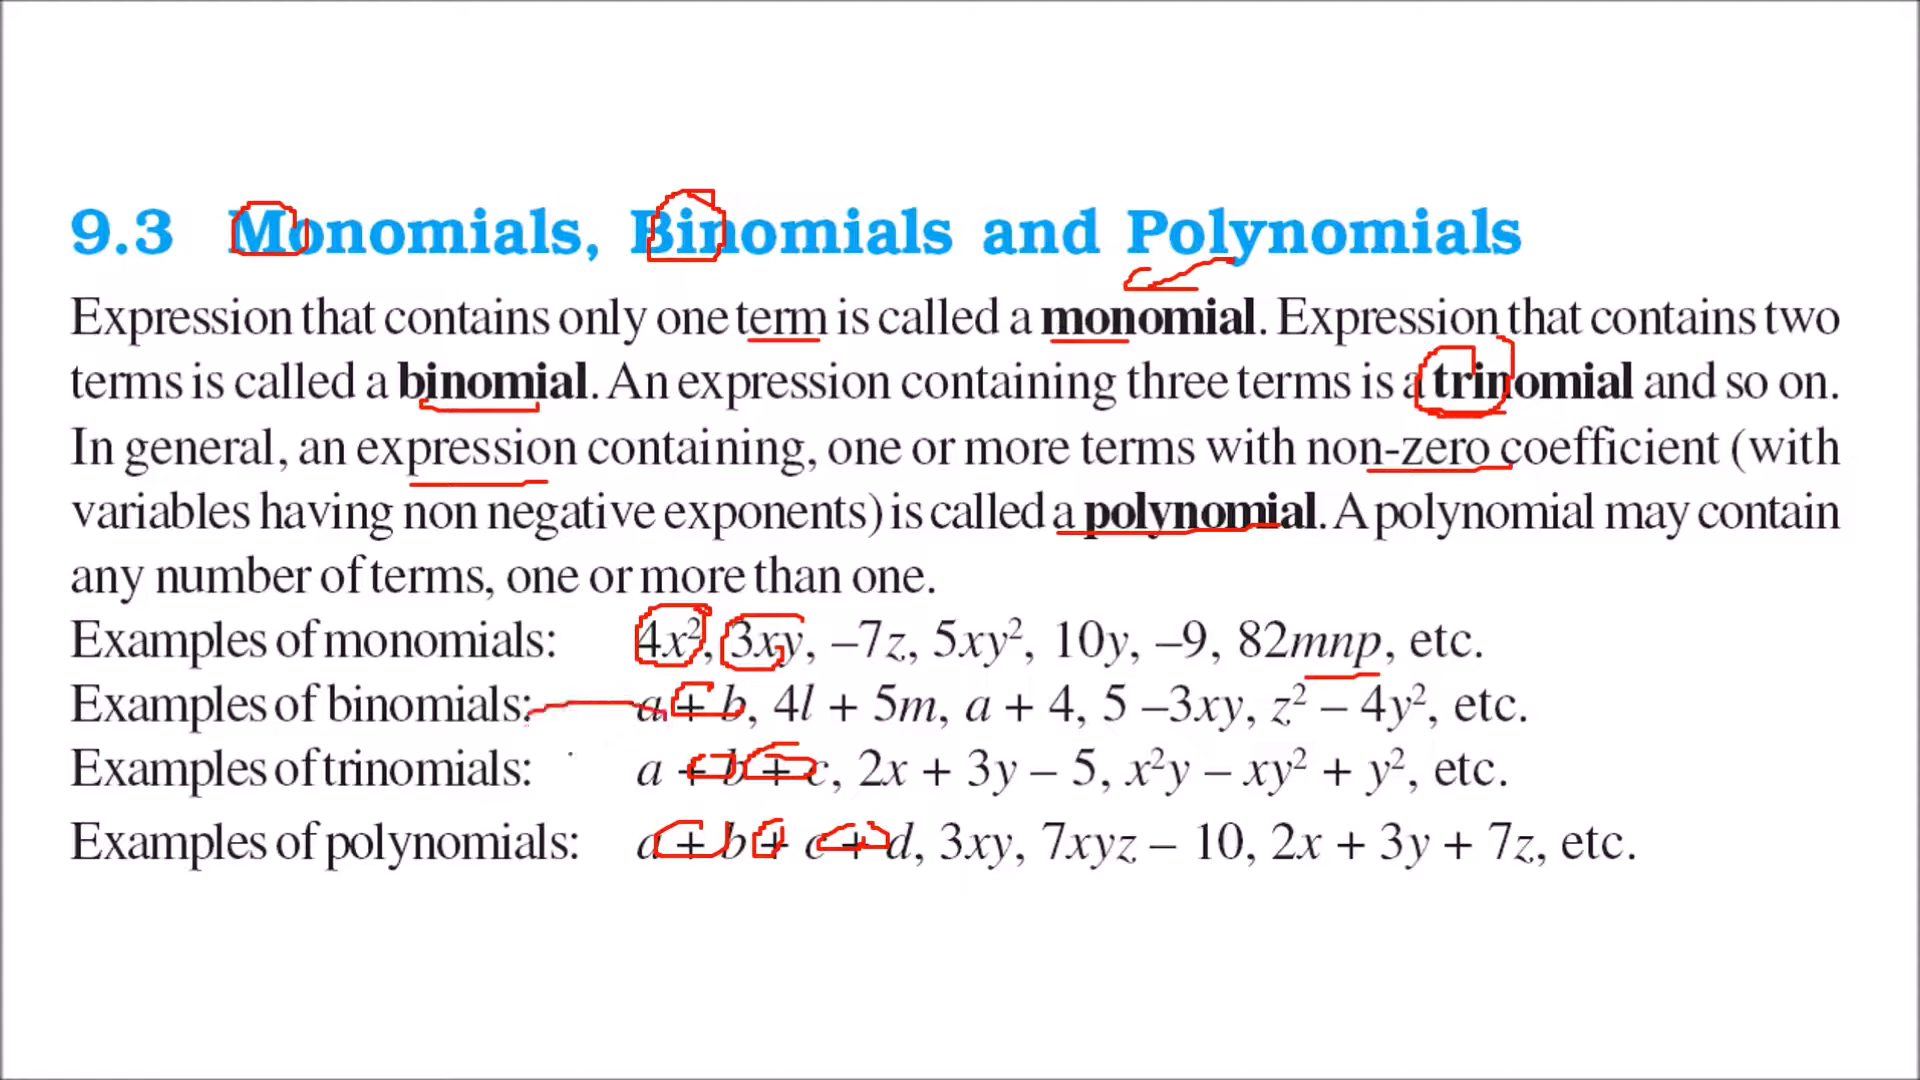 9.3 Monomials, Binomials and Polynomials
Expression that contains only one term is called a monomial. Expression that contains two
terms is called a binomial. An expression containing three terms is a trinomial and so on.
In general, an expression containing, one or more terms with non-zero coefficient (with
variables having non negative exponents) is called a polynomial. A polynomial may contain
any number of terms, one or more than one.
Examples of monomials: 4x², 3xy, –7z, 5xy², 10y, –9, 82mnp, etc.
Examples of binomials: a + b, 4l + 5m, a + 4, 5 –3xy, z² – 4y², etc.
Examples of trinomials: a + b + c, 2x + 3y – 5, x²y – xy² + y², etc.
Examples of polynomials: a + b + c + d, 3xy, 7xyz – 10, 2x + 3y + 7z, etc.